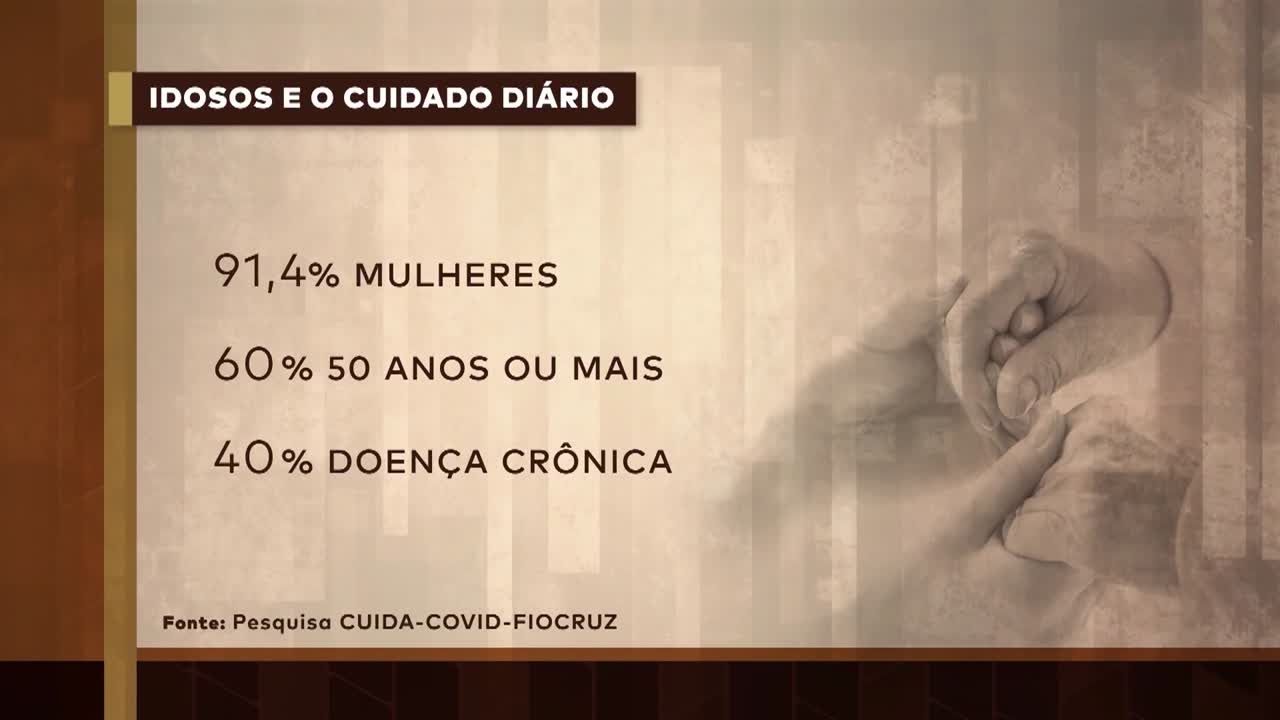 IDOSOS E O CUIDADO DIÁRIO
91,4% MULHERES
60% 50 ANOS OU MAIS
40% DOENÇA CRÔNICA
Fonte: Pesquisa CUIDA-COVID-FIOCRUZ